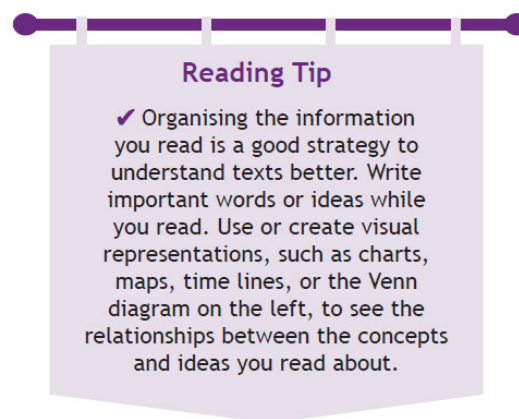 Reading Tip
✔ Organising the information
you read is a good strategy to
understand texts better. Write
important words or ideas while
you read. Use or create visual
representations, such as charts,
maps, time lines, or the Venn
diagram on the left, to see the
relationships between the concepts
and ideas you read about.